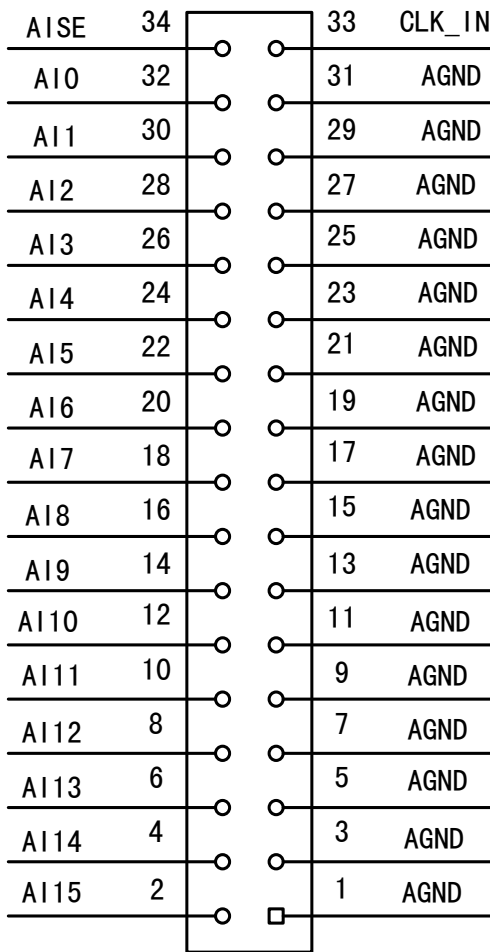 AISE 34 33 CLK_IN
AI0 32 31 AGND
AI1 30 29 AGND
AI2 28 27 AGND
AI3 26 25 AGND
AI4 24 23 AGND
AI5 22 21 AGND
AI6 20 19 AGND
AI7 18 17 AGND
AI8 16 15 AGND
AI9 14 13 AGND
AI10 12 11 AGND
AI11 10 9 AGND
AI12 8 7 AGND
AI13 6 5 AGND
AI14 4 3 AGND
AI15 2 1 AGND